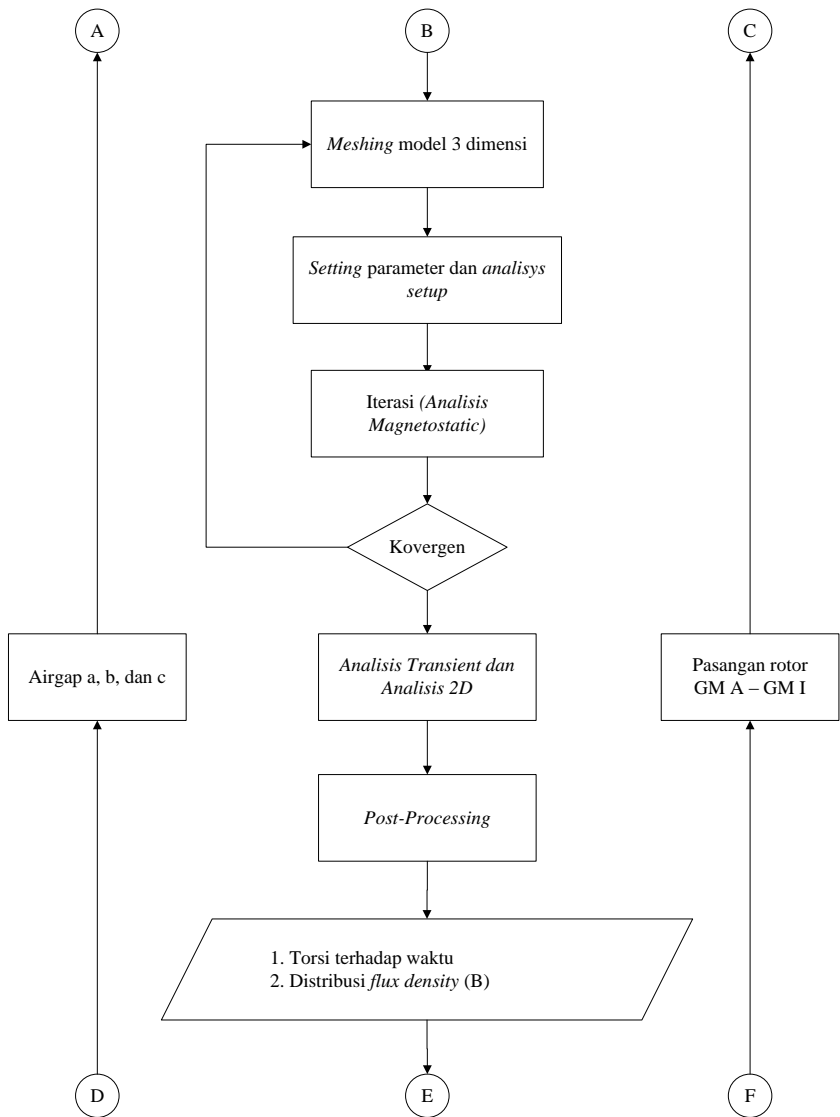 A
B
C
Meshing model 3 dimensi
Setting parameter dan analisys
setup
Iterasi (Analisis
Magnetostatic)
Kovergen
Airgap a, b, dan c
Analisis Transient dan
Analisis 2D
Pasangan rotor
GM A – GM I
Post-Processing
1. Torsi terhadap waktu
2. Distribusi flux density (B)
D
E
F